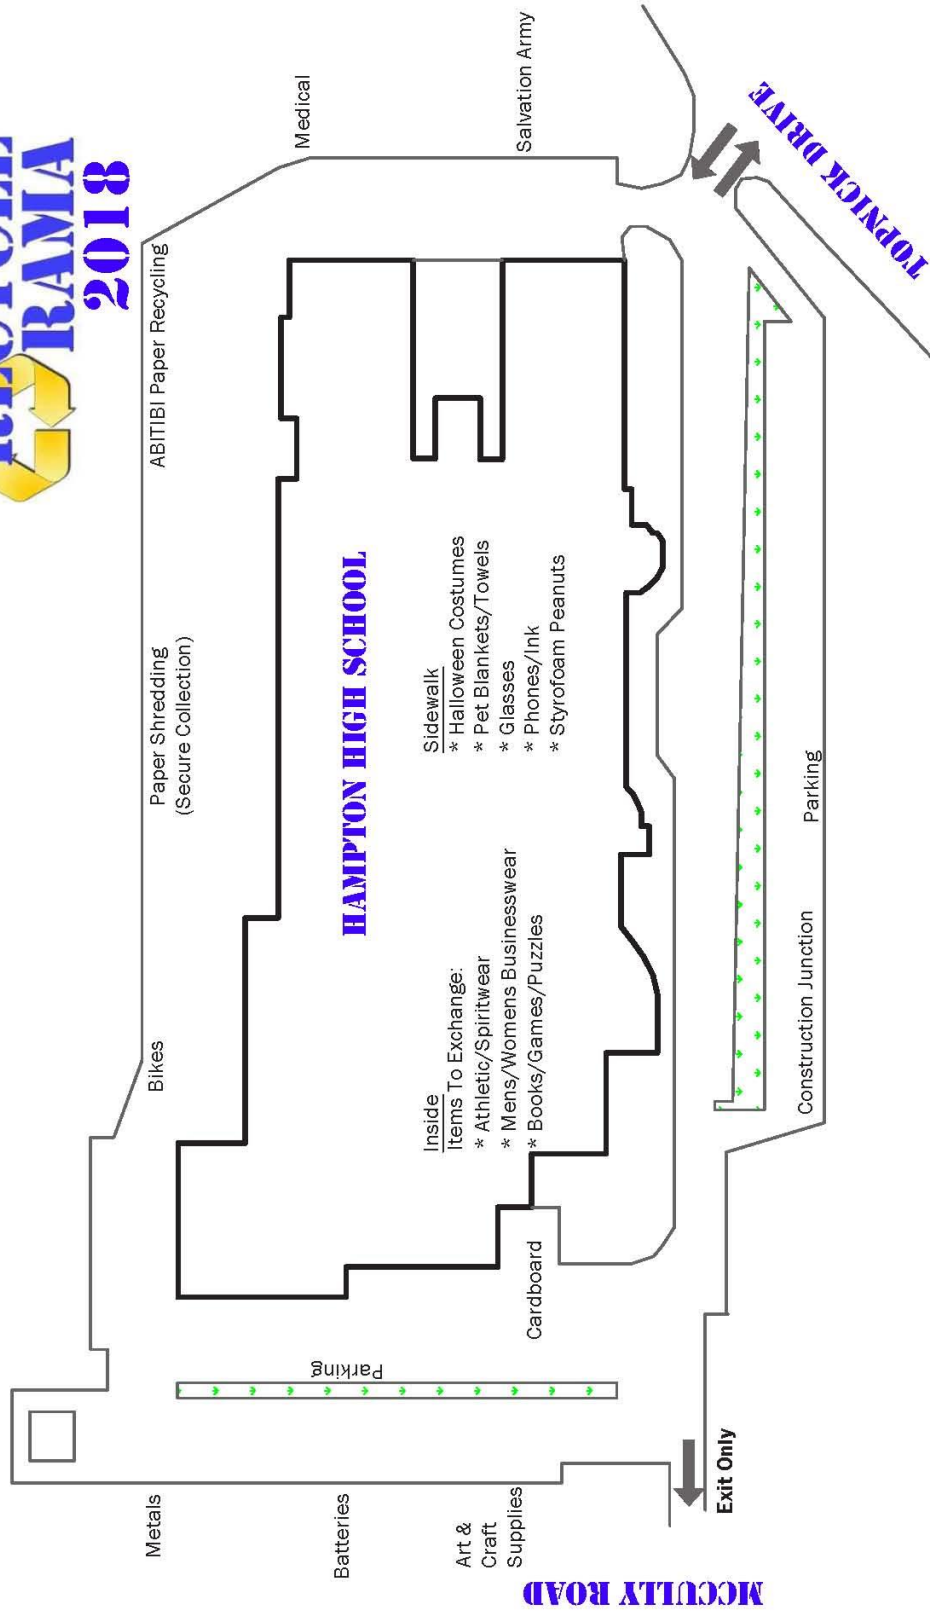 RAMA
2018
Medical
Salvation Army
TOPNICK DRIVE
ABITIBI Paper Recycling
Paper Shredding
(Secure Collection)
Bikes
HAMPTON HIGH SCHOOL
Sidewalk
* Halloween Costumes
* Pet Blankets/Towels
* Glasses
* Phones/Ink
* Styrofoam Peanuts
Inside
Items To Exchange:
* Athletic/Spiritwear
* Mens/Womens Businesswear
* Books/Games/Puzzles
Parking
Construction Junction
Cardboard
Parking
Metals
Batteries
Art &
Craft
Supplies
Exit Only
MCCULLY ROAD